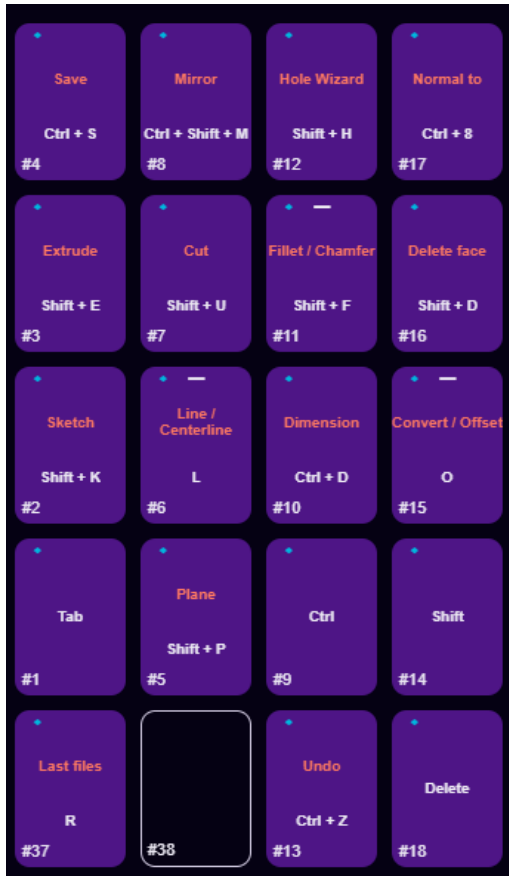 Save
Ctrl + S
#4
Mirror
Ctrl + Shift + M
#8
Hole Wizard
Shift + H
#12
Normal to
Ctrl + 8
#17
Extrude
Shift + E
#3
Cut
Shift + U
#7
Fillet / Chamfer
Shift + F
#11
Delete face
Shift + D
#16
Sketch
Shift + K
#2
Line /
Centerline
L
#6
Dimension
Ctrl + D
#10
Convert / Offset
O
#15
Tab
#1
Plane
Shift + P
#5
Ctrl
#9
Shift
#14
Last files
R
#37
#38
Undo
Ctrl + Z
#13
Delete
#18